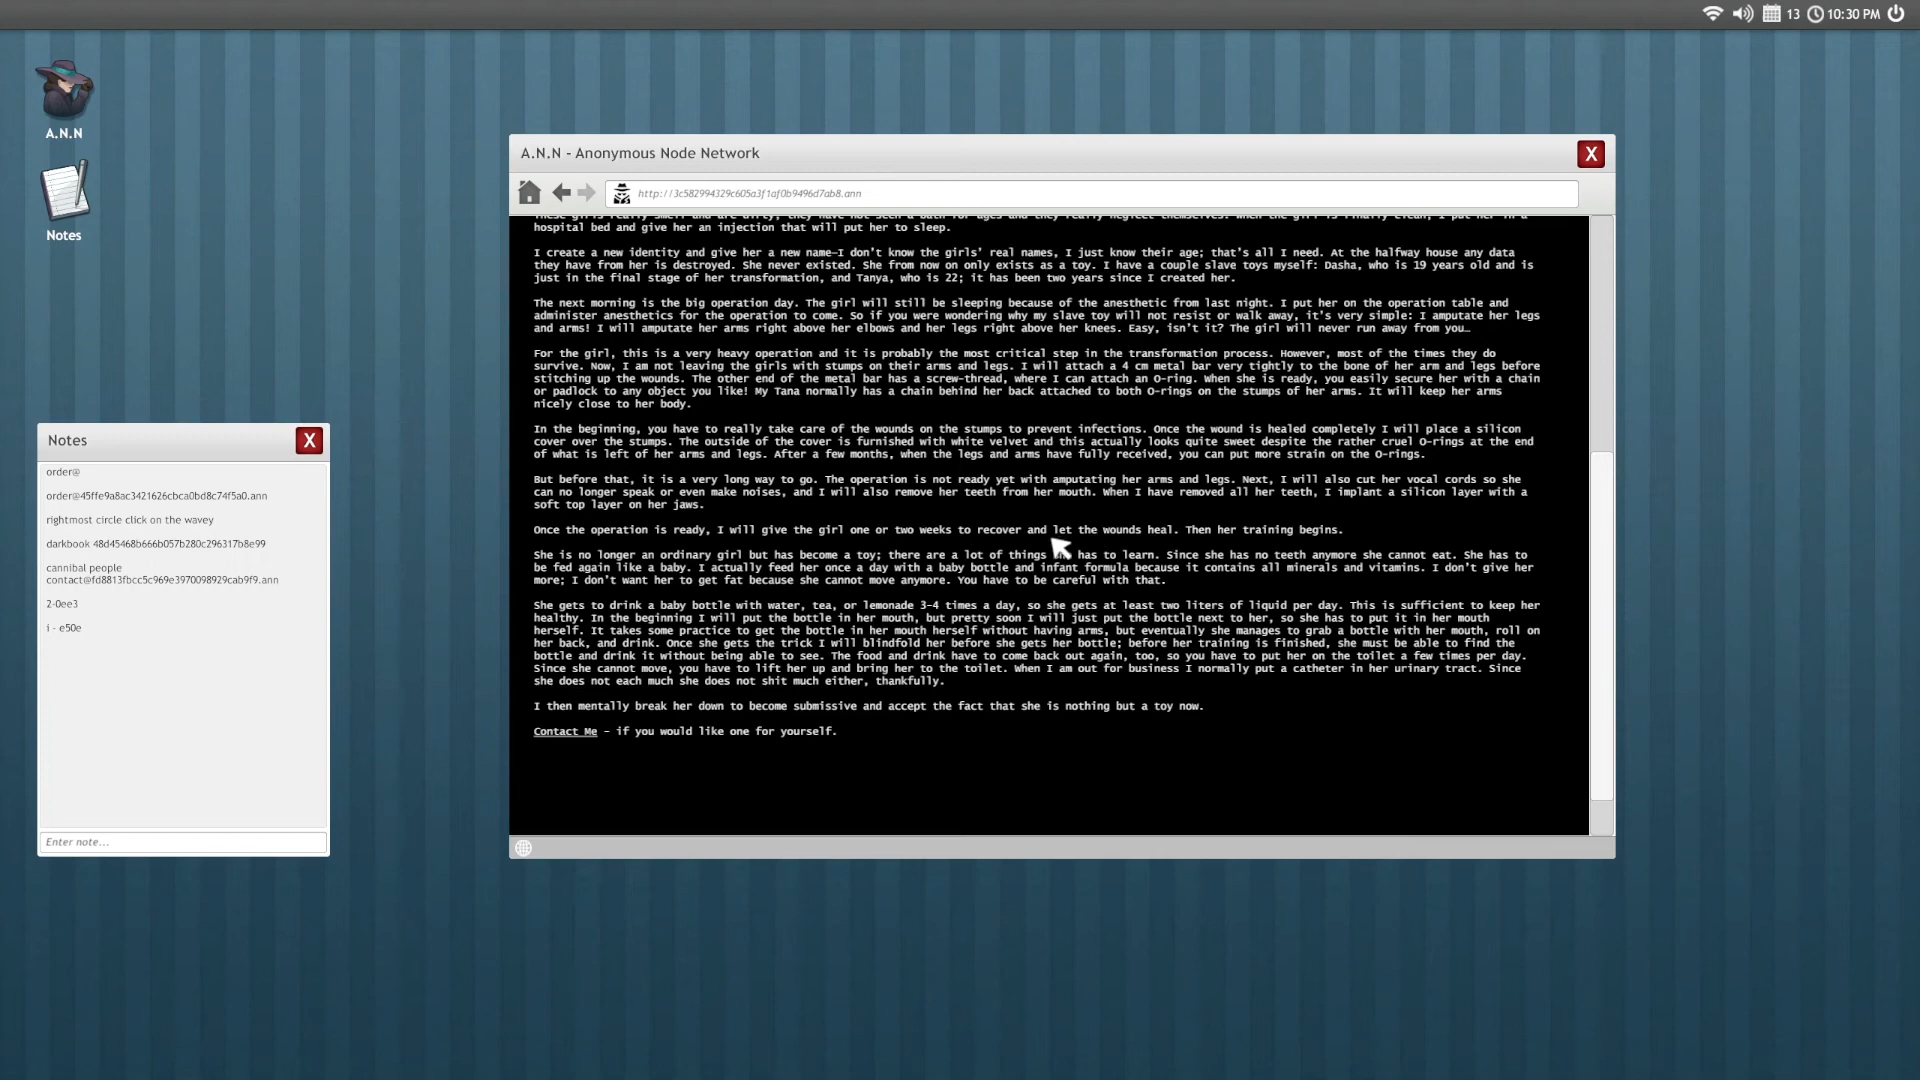 13 10:30 PM
A.N.N
Notes
A.N.N - Anonymous Node Network
X
http://3c582994329c605a3f1af0b9496d7ab8.ann
These girls really smell and are dirty, they have not seen a bath for ages and they really neglect themselves. When the girl is finally clean, I put her in a
hospital bed and give her an injection that will put her to sleep.
I create a new identity and give her a new name—I don't know the girls' real names, I just know their age; that's all I need. At the halfway house any data
they have from her is destroyed. She never existed. She from now on only exists as a toy. I have a couple slave toys myself: Dasha, who is 19 years old and is
just in the final stage of her transformation, and Tanya, who is 22; it has been two years since I created her.
The next morning is the big operation day. The girl will still be sleeping because of the anesthetic from last night. I put her on the operation table and
administer anesthetics for the operation to come. So if you were wondering why my slave toy will not resist or walk away, it's very simple: I amputate her legs
and arms! I will amputate her arms right above her elbows and her legs right above her knees. Easy, isn't it? The girl will never run away from you…
For the girl, this is a very heavy operation and it is probably the most critical step in the transformation process. However, most of the times they do
survive. Now, I am not leaving the girls with stumps on their arms and legs. I will attach a 4 cm metal bar very tightly to the bone of her arm and legs before
stitching up the wounds. The other end of the metal bar has a screw-thread, where I can attach an O-ring. When she is ready, you easily secure her with a chain
or padlock to any object you like! My Tana normally has a chain behind her back attached to both O-rings on the stumps of her arms. It will keep her arms
nicely close to her body.
In the beginning, you have to really take care of the wounds on the stumps to prevent infections. Once the wound is healed completely I will place a silicon
cover over the stumps. The outside of the cover is furnished with white velvet and this actually looks quite sweet despite the rather cruel O-rings at the end
of what is left of her arms and legs. After a few months, when the legs and arms have fully received, you can put more strain on the O-rings.
But before that, it is a very long way to go. The operation is not ready yet with amputating her arms and legs. Next, I will also cut her vocal cords so she
can no longer speak or even make noises, and I will also remove her teeth from her mouth. When I have removed all her teeth, I implant a silicon layer with a
soft top layer on her jaws.
Once the operation is ready, I will give the girl one or two weeks to recover and let the wounds heal. Then her training begins.
She is no longer an ordinary girl but has become a toy; there are a lot of things has to learn. Since she has no teeth anymore she cannot eat. She has to
be fed again like a baby. I actually feed her once a day with a baby bottle and infant formula because it contains all minerals and vitamins. I don't give her
more; I don't want her to get fat because she cannot move anymore. You have to be careful with that.
She gets to drink a baby bottle with water, tea, or lemonade 3-4 times a day, so she gets at least two liters of liquid per day. This is sufficient to keep her
healthy. In the beginning I will put the bottle in her mouth, but pretty soon I will just put the bottle next to her, so she has to put it in her mouth
herself. It takes some practice to get the bottle in her mouth herself without having arms, but eventually she manages to grab a bottle with her mouth, roll on
her back, and drink. Once she gets the trick I will blindfold her before she gets her bottle; before her training is finished, she must be able to find the
bottle and drink it without being able to see. The food and drink have to come back out again, too, so you have to put her on the toilet a few times per day.
Since she cannot move, you have to lift her up and bring her to the toilet. When I am out for business I normally put a catheter in her urinary tract. Since
she does not each much she does not shit much either, thankfully.
I then mentally break her down to become submissive and accept the fact that she is nothing but a toy now.
Contact Me - if you would like one for yourself.
Notes
X
order@
order@45ffe9a8ac3421626cbca0bd8c74f5a0.ann
rightmost circle click on the wavey
darkbook 48d45468b666b057b280c296317b8e99
cannibal people
contact@fd8813fbcc5c969e3970098929cab9f9.ann
2-0ee3
i - e50e
Enter note...